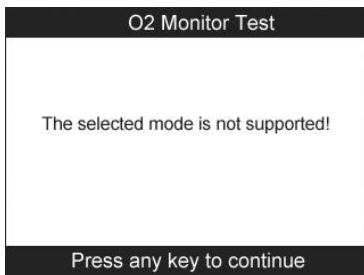 O2 Monitor Test
The selected mode is not supported!
Press any key to continue